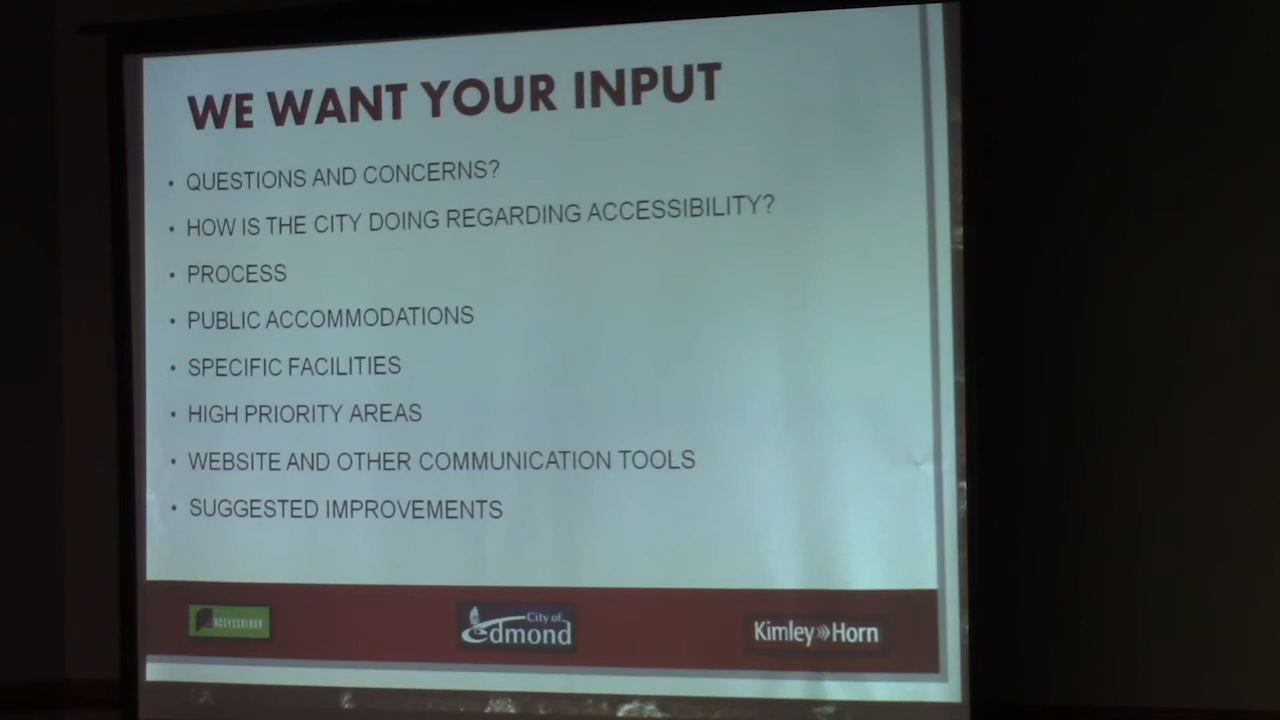 WE WANT YOUR INPUT
• QUESTIONS AND CONCERNS?
• HOW IS THE CITY DOING REGARDING ACCESSIBILITY?
• PROCESS
• PUBLIC ACCOMMODATIONS
• SPECIFIC FACILITIES
• HIGH PRIORITY AREAS
• WEBSITE AND OTHER COMMUNICATION TOOLS
• SUGGESTED IMPROVEMENTS
City of
Edmond
Kimley Horn